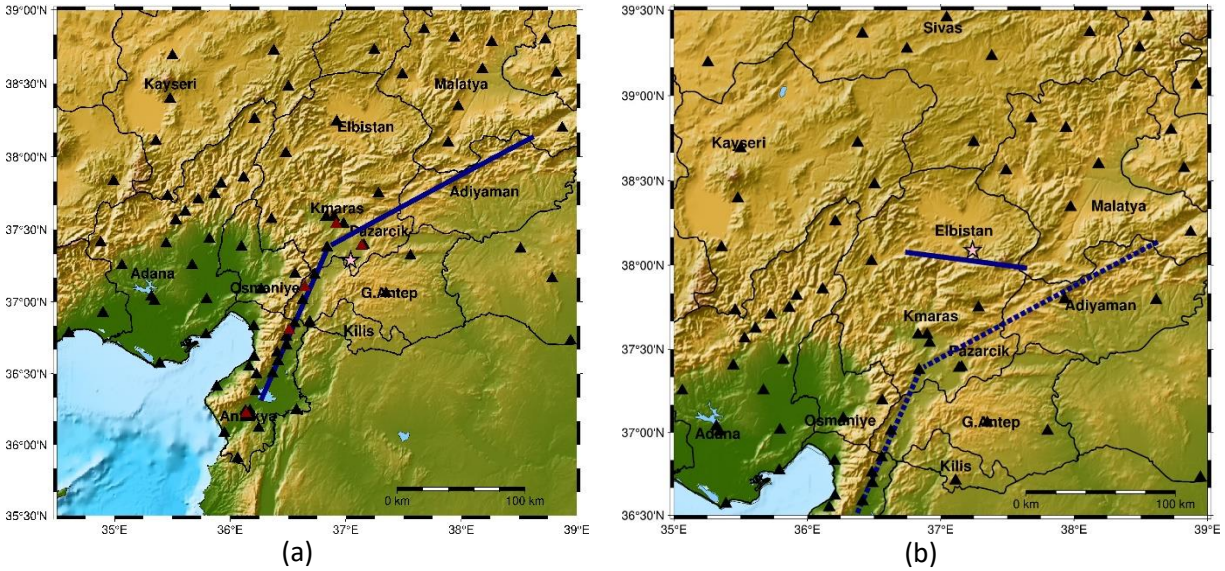 39°00'N
38°30'N
38°00'N
37°30'N
37°00'N
36°30'N
36°00'N
35°30'N
35°E
36°E
37°E
38°E
39°E
Kayseri
Malatya
Elbistan
Adiyaman
Kmaras
Pazarcik
Adana
Osmaniye
G.Antep
Kilis
Antakya
0 km
100 km
(a)
39°30'N
39°00'N
38°30'N
38°00'N
37°30'N
37°00'N
36°30'N
35°E
36°E
37°E
38°E
39°E
Sivas
Kayseri
Malatya
Elbistan
Adiyaman
Kmaras
Pazarcik
Osmaniye
G.Antep
Adana
Kilis
0 km
100 km
(b)